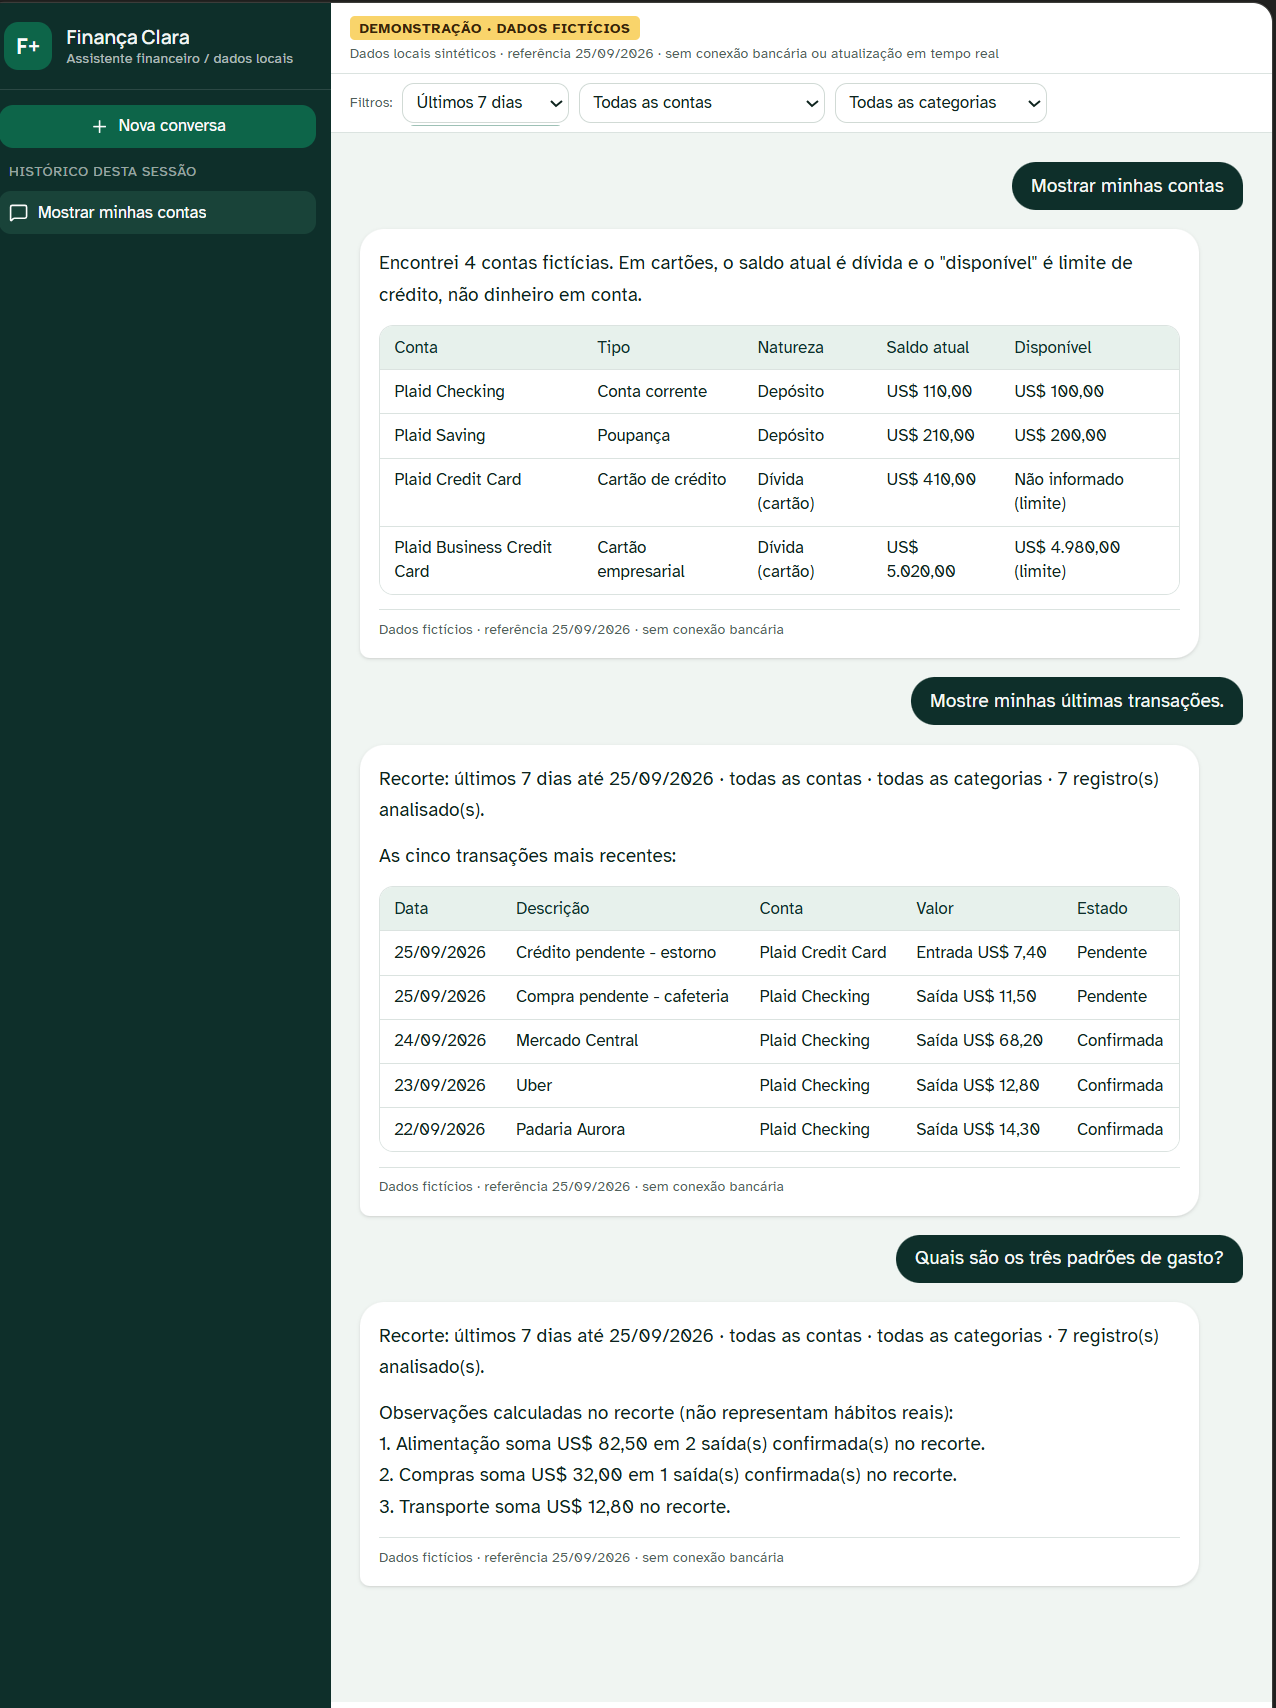 F+
Finança Clara
Assistente financeiro / dados locais
+ Nova conversa
HISTÓRICO DESTA SESSÃO
Mostrar minhas contas
DEMONSTRAÇÃO · DADOS FICTÍCIOS
Dados locais sintéticos · referência 25/09/2026 · sem conexão bancária ou atualização em tempo real
Filtros: Últimos 7 dias Todas as contas Todas as categorias
Mostrar minhas contas
Encontrei 4 contas fictícias. Em cartões, o saldo atual é dívida e o "disponível" é limite de
crédito, não dinheiro em conta.
Conta Tipo Natureza Saldo atual Disponível
Plaid Checking Conta corrente Depósito US$ 110,00 US$ 100,00
Plaid Saving Poupança Depósito US$ 210,00 US$ 200,00
Plaid Credit Card Cartão de crédito Dívida US$ 410,00 Não informado
(cartão) (limite)
Plaid Business Credit Cartão Dívida US$ US$ 4.980,00
Card empresarial (cartão) 5.020,00 (limite)
Dados fictícios · referência 25/09/2026 · sem conexão bancária
Mostre minhas últimas transações.
Recorte: últimos 7 dias até 25/09/2026 · todas as contas · todas as categorias · 7 registro(s)
analisado(s).
As cinco transações mais recentes:
Data Descrição Conta Valor Estado
25/09/2026 Crédito pendente - estorno Plaid Credit Card Entrada US$ 7,40 Pendente
25/09/2026 Compra pendente - cafeteria Plaid Checking Saída US$ 11,50 Pendente
24/09/2026 Mercado Central Plaid Checking Saída US$ 68,20 Confirmada
23/09/2026 Uber Plaid Checking Saída US$ 12,80 Confirmada
22/09/2026 Padaria Aurora Plaid Checking Saída US$ 14,30 Confirmada
Dados fictícios · referência 25/09/2026 · sem conexão bancária
Quais são os três padrões de gasto?
Recorte: últimos 7 dias até 25/09/2026 · todas as contas · todas as categorias · 7 registro(s)
analisado(s).
Observações calculadas no recorte (não representam hábitos reais):
1. Alimentação soma US$ 82,50 em 2 saída(s) confirmada(s) no recorte.
2. Compras soma US$ 32,00 em 1 saída(s) confirmada(s) no recorte.
3. Transporte soma US$ 12,80 no recorte.
Dados fictícios · referência 25/09/2026 · sem conexão bancária